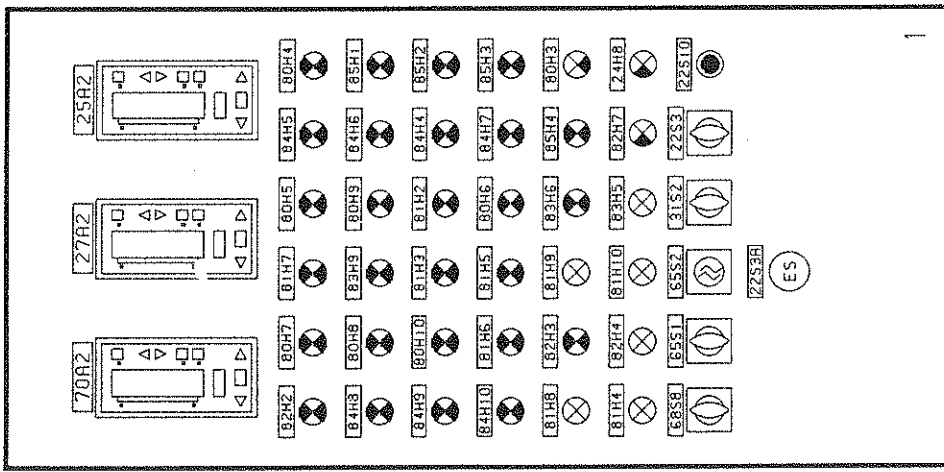 70A2 27A2 25A2
82H2 80H7 81H7 80H5 84H5 80H4
84H8 80H8 83H9 80H9 84H6 85H1
84H9 80H10 81H3 81H2 84H4 85H2
84H10 81H6 81H5 80H6 84H7 85H3
81H8 82H3 81H9 83H6 85H4 80H3
81H4 82H4 81H10 83H5 82H7 24H8
68S8 65S1 65S2 31S2 22S3 22S10
22S3A
ES
1